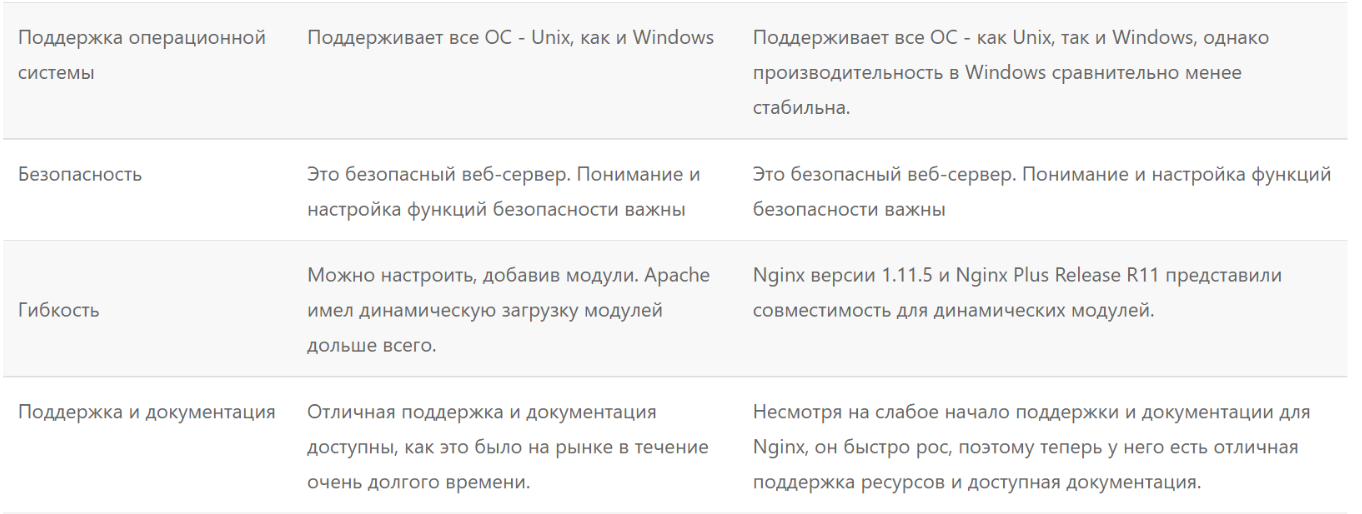 Поддержка операционной
системы
Поддерживает все ОС - Unix, как и Windows
Поддерживает все ОС - как Unix, так и Windows, однако
производительность в Windows сравнительно менее
стабильна.
Безопасность
Это безопасный веб-сервер. Понимание и
настройка функций безопасности важны
Это безопасный веб-сервер. Понимание и настройка функций
безопасности важны
Гибкость
Можно настроить, добавив модули. Apache
имел динамическую загрузку модулей
дольше всего.
Nginx версии 1.11.5 и Nginx Plus Release R11 представили
совместимость для динамических модулей.
Поддержка и документация
Отличная поддержка и документация
доступны, как это было на рынке в течение
очень долгого времени.
Несмотря на слабое начало поддержки и документации для
Nginx, он быстро рос, поэтому теперь у него есть отличная
поддержка ресурсов и доступная документация.